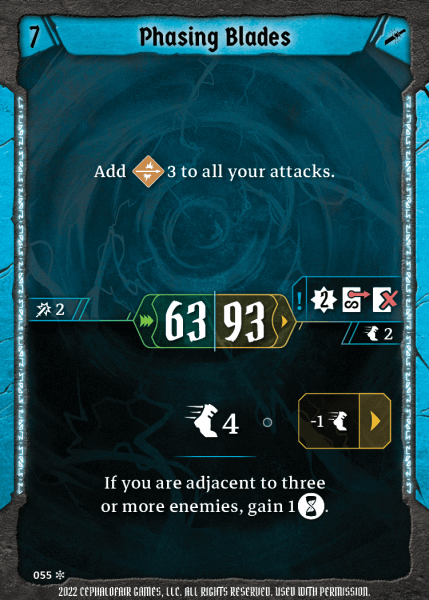 7
Phasing Blades
Add 3 to all your attacks.
2
63 93
! 2
2
4
-1
If you are adjacent to three
or more enemies, gain 1 .
055
2022 CEPHALOFAIR GAMES, LLC. ALL RIGHTS RESERVED. USED WITH PERMISSION.